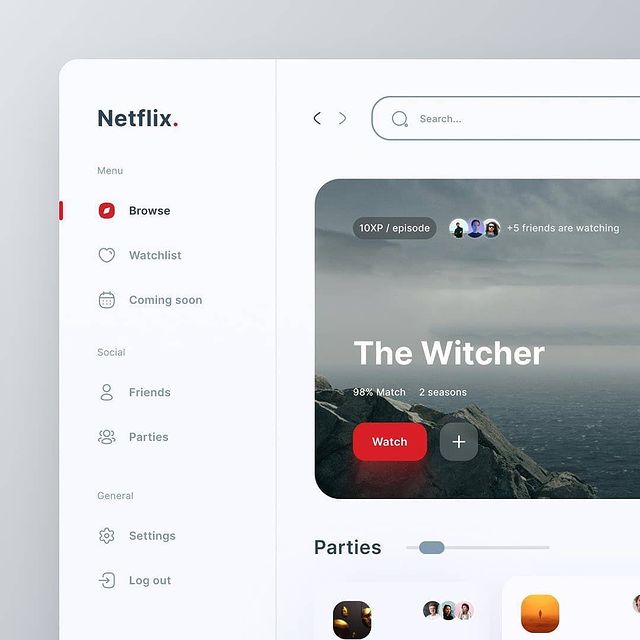 Netflix.
Menu
Browse
Watchlist
Coming soon
Social
Friends
Parties
General
Settings
Log out
Search...
10XP / episode
+5 friends are watching
The Witcher
98% Match 2 seasons
Watch
Parties